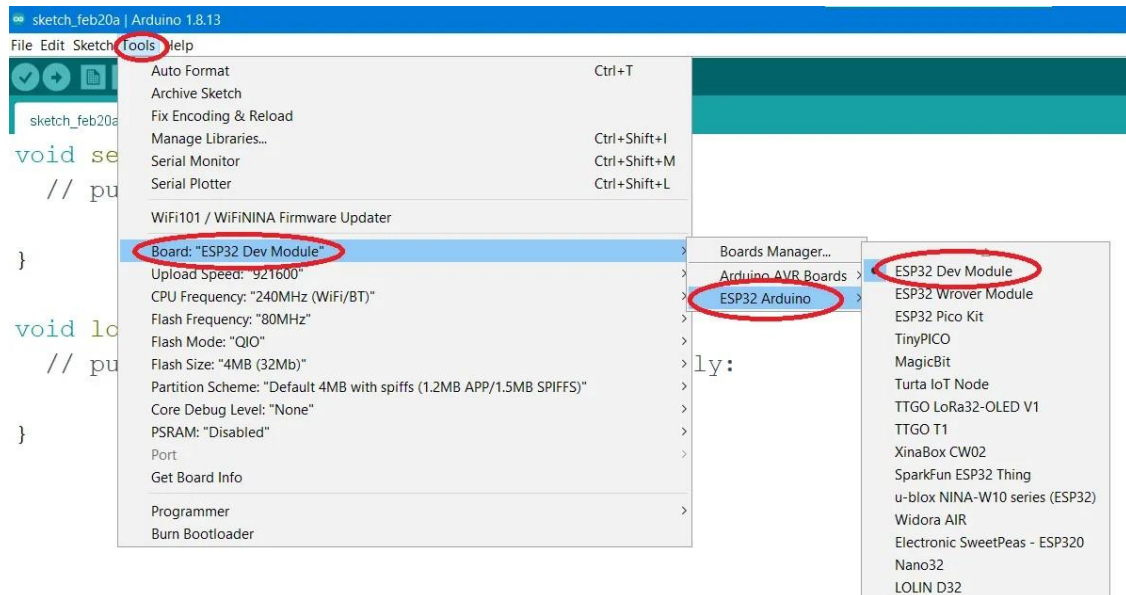 sketch_feb20a | Arduino 1.8.13
File Edit Sketch Tools Help
sketch_feb20a
void se
// pu
}
void lo
// pu
ly:
}
Auto Format Ctrl+T
Archive Sketch
Fix Encoding & Reload
Manage Libraries... Ctrl+Shift+I
Serial Monitor Ctrl+Shift+M
Serial Plotter Ctrl+Shift+L
WiFi101 / WiFiNINA Firmware Updater
Board: "ESP32 Dev Module"
Upload Speed: "921600"
CPU Frequency: "240MHz (WiFi/BT)"
Flash Frequency: "80MHz"
Flash Mode: "QIO"
Flash Size: "4MB (32Mb)"
Partition Scheme: "Default 4MB with spiffs (1.2MB APP/1.5MB SPIFFS)"
Core Debug Level: "None"
PSRAM: "Disabled"
Port
Get Board Info
Programmer
Burn Bootloader
Boards Manager...
Arduino AVR Boards
ESP32 Arduino
ESP32 Dev Module
ESP32 Wrover Module
ESP32 Pico Kit
TinyPICO
MagicBit
Turta IoT Node
TTGO LoRa32-OLED V1
TTGO T1
XinaBox CW02
SparkFun ESP32 Thing
u-blox NINA-W10 series (ESP32)
Widora AIR
Electronic SweetPeas - ESP320
Nano32
LOLIN D32